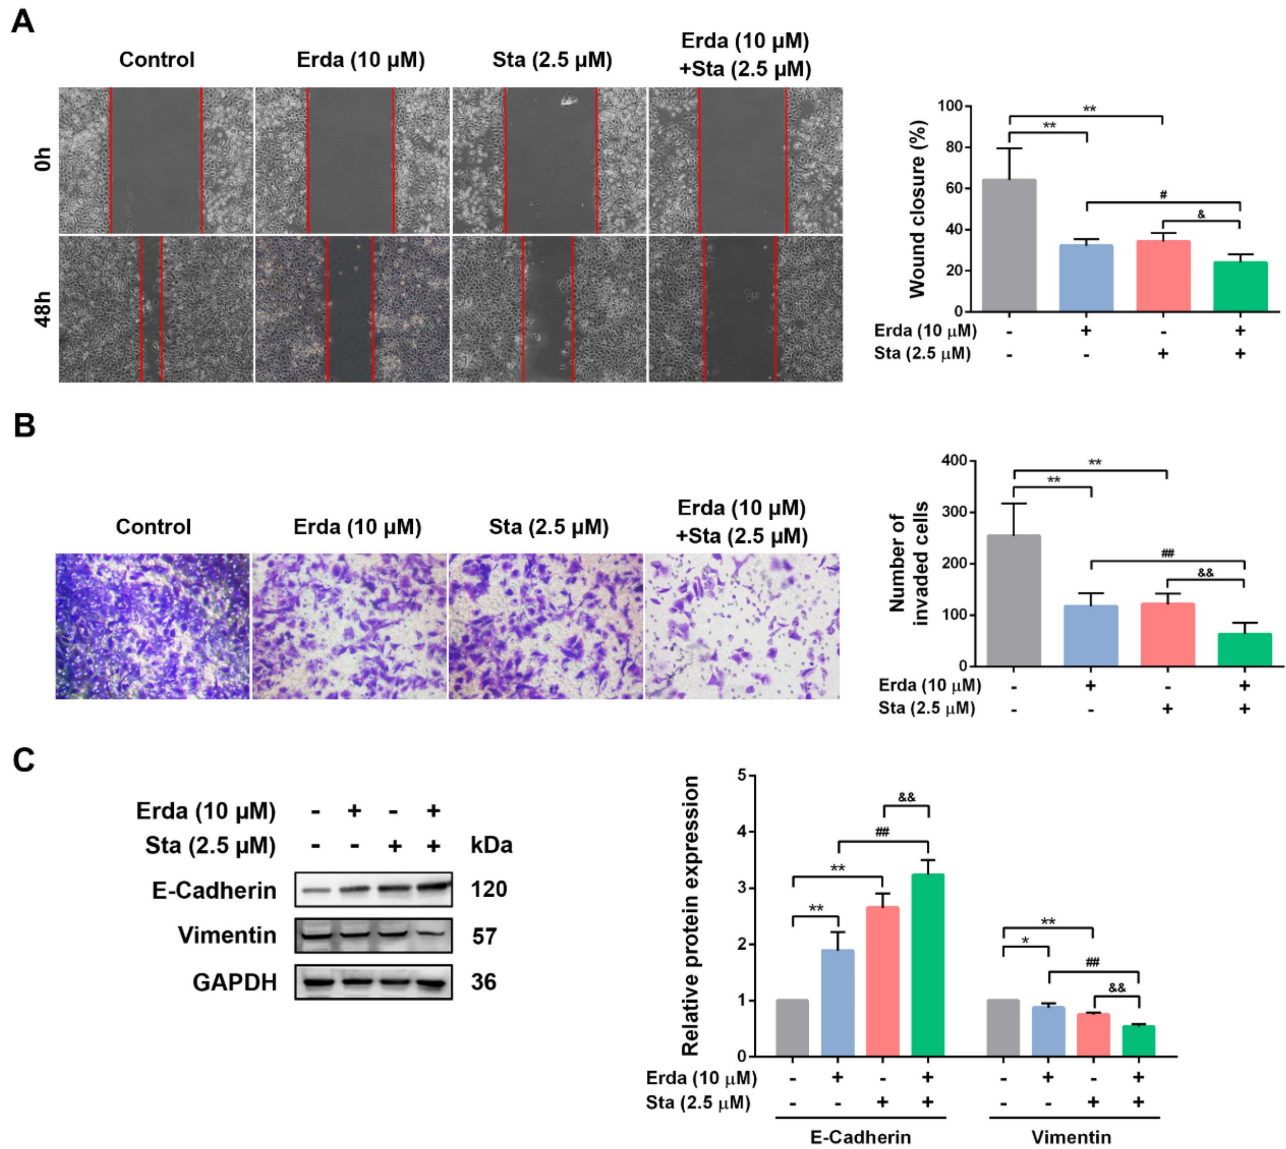 A
Control
Erda (10 µM)
Sta (2.5 µM)
Erda (10 µM)
+Sta (2.5 µM)
0h
48h
Wound closure (%)
100
80
60
40
20
0
**
**
#
&
Erda (10 µM) - + - +
Sta (2.5 µM) - - + +
B
Control
Erda (10 µM)
Sta (2.5 µM)
Erda (10 µM)
+Sta (2.5 µM)
Number of
invaded cells
400
300
200
100
0
**
**
##
&&
Erda (10 µM) - + - +
Sta (2.5 µM) - - + +
C
Erda (10 µM) - + - +
Sta (2.5 µM) - - + + kDa
E-Cadherin 120
Vimentin 57
GAPDH 36
Relative protein expression
5
4
3
2
1
0
&&
##
**
**
**
*
##
&&
Erda (10 µM) - + - + - + - +
Sta (2.5 µM) - - + + - - + +
E-Cadherin Vimentin